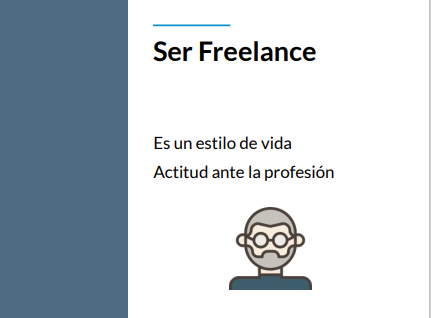 Ser Freelance
Es un estilo de vida
Actitud ante la profesión